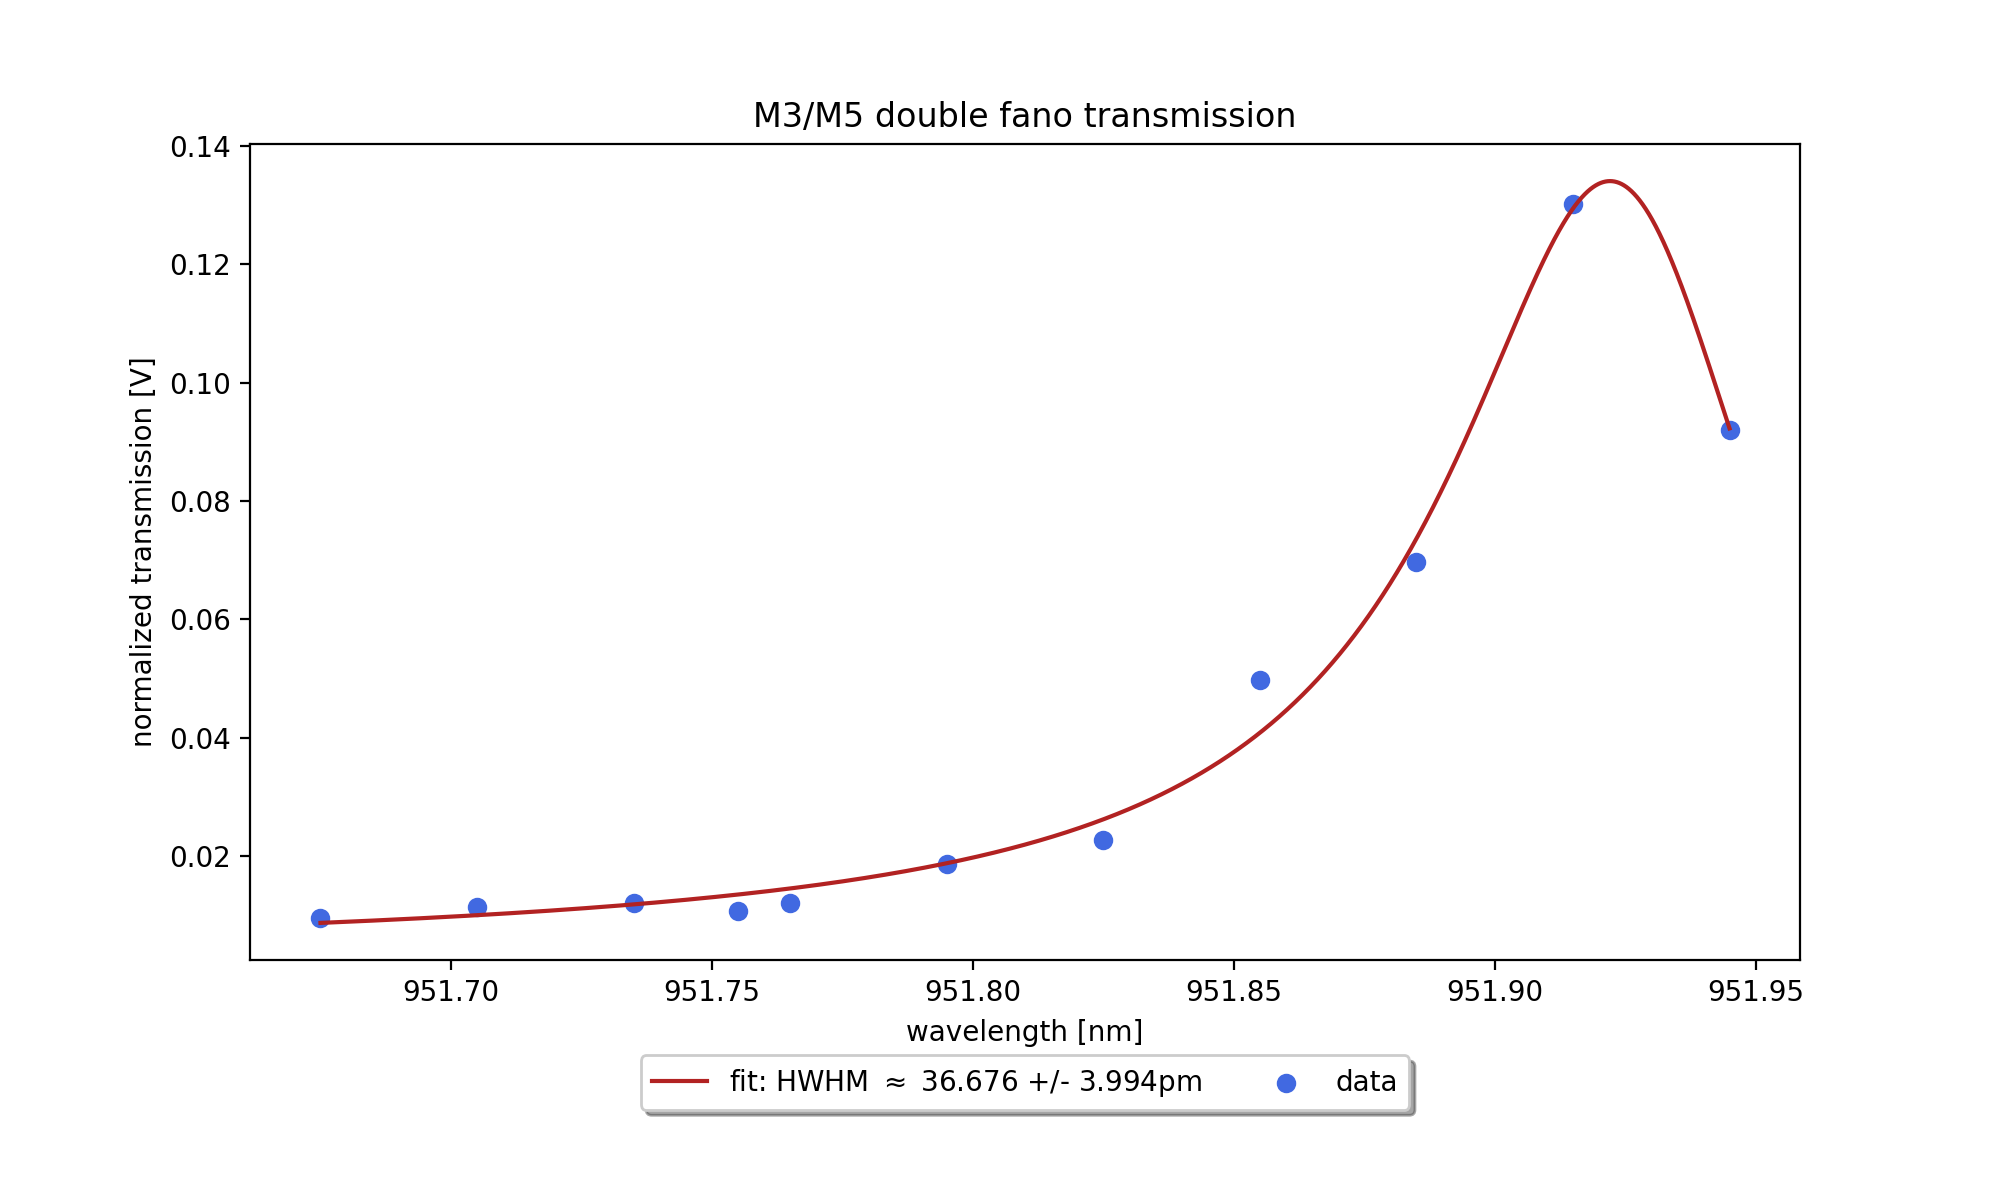 M3/M5 double fano transmission
0.14
0.12
0.10
0.08
0.06
0.04
0.02
normalized transmission [V]
951.70 951.75 951.80 951.85 951.90 951.95
wavelength [nm]
fit: HWHM ≈ 36.676 +/- 3.994pm data